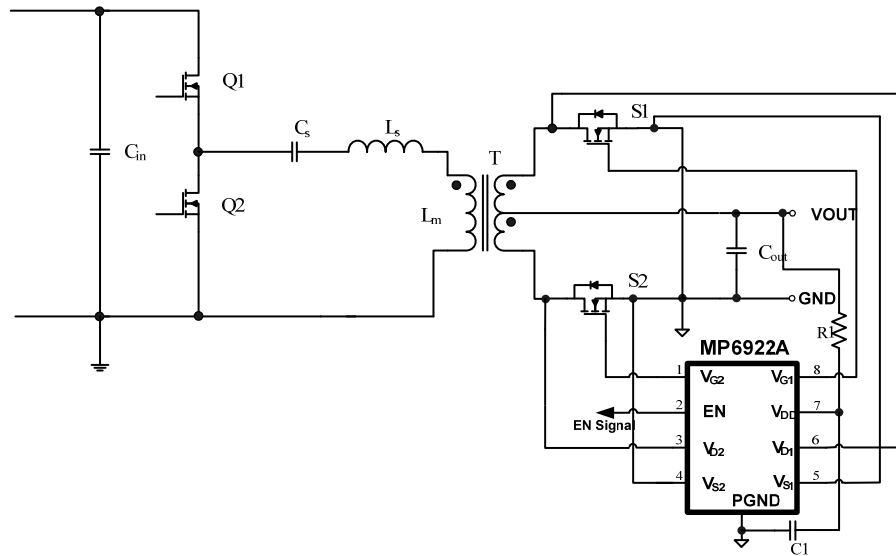 Q1
S1
Cs
Ls
T
Cin
Q2
Lm
VOUT
Cout
S2
GND
R1
MP6922A
1
VG2
VG1
8
2
EN
VDD
7
EN Signal
3
VD2
VD1
6
4
VS2
VS1
5
PGND
C1